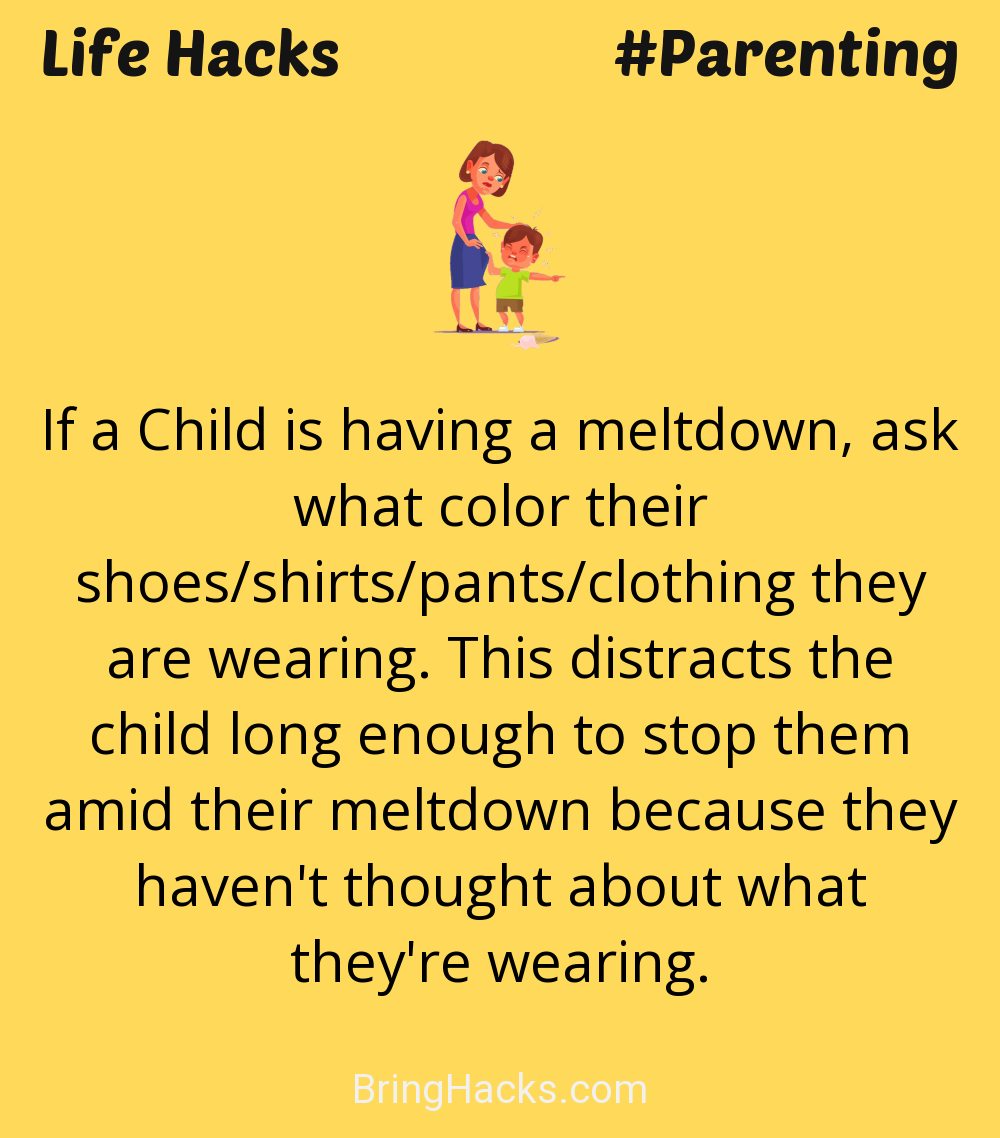 Life Hacks
#Parenting
If a Child is having a meltdown, ask
what color their
shoes/shirts/pants/clothing they
are wearing. This distracts the
child long enough to stop them
amid their meltdown because they
haven't thought about what
they're wearing.
BringHacks.com